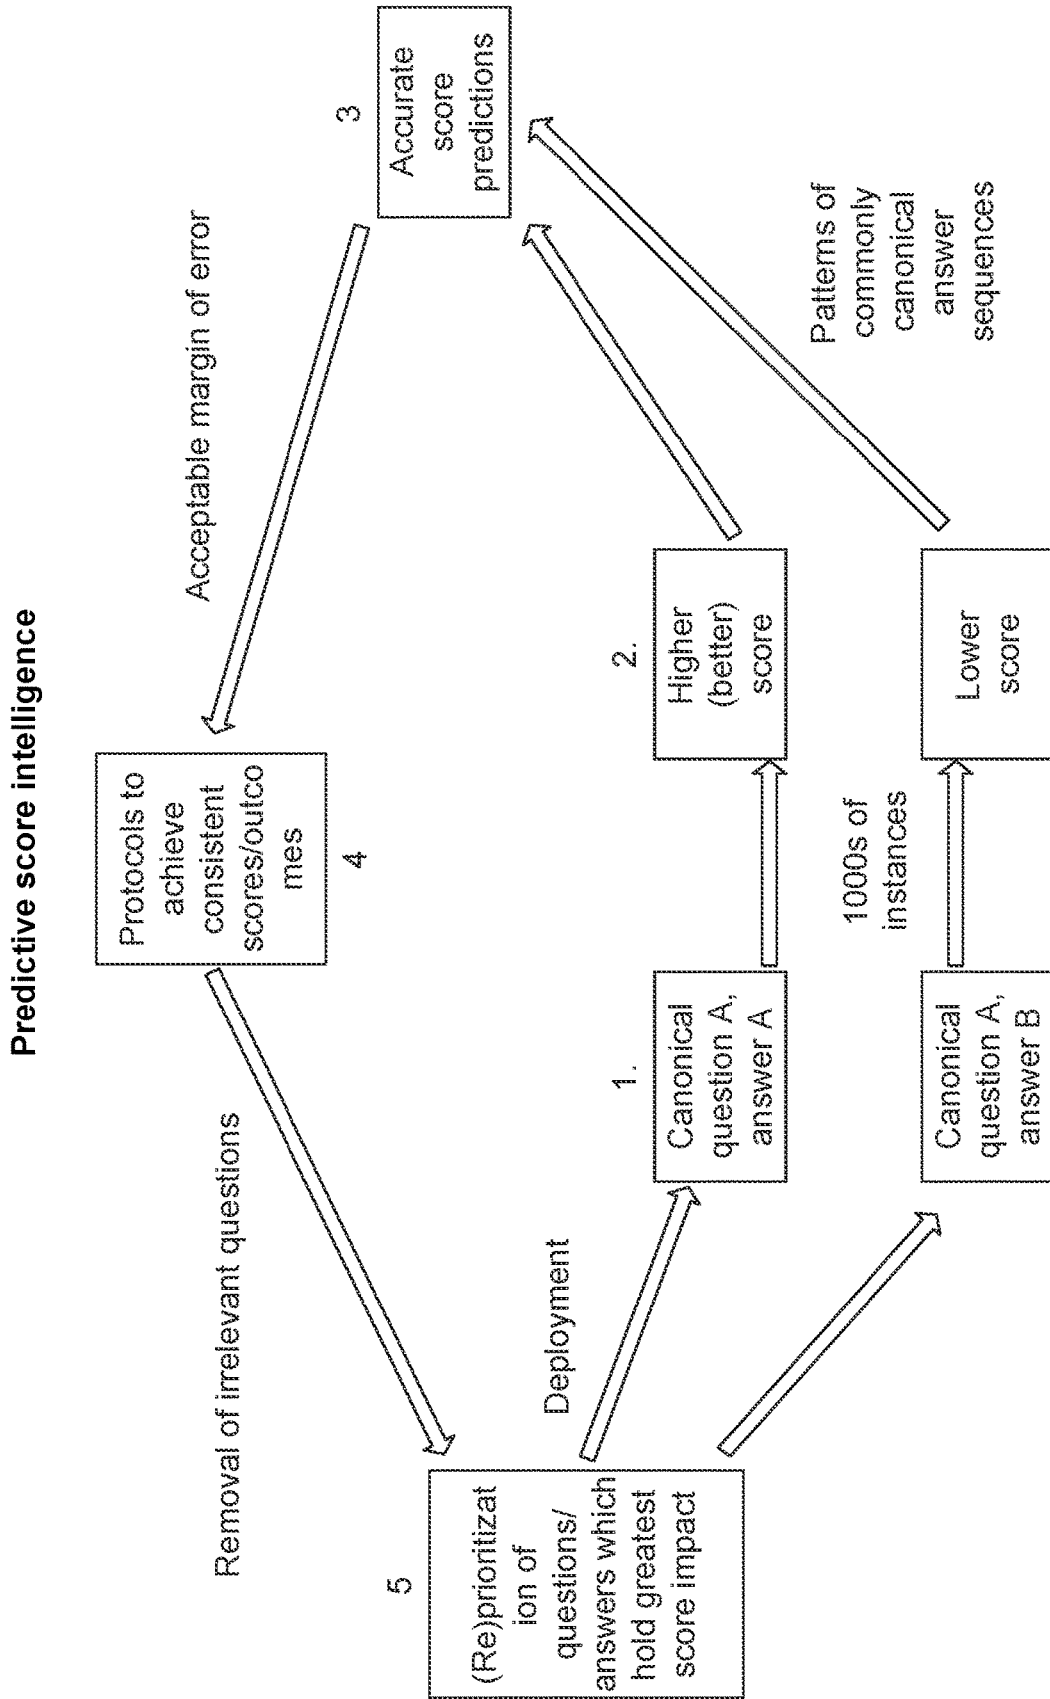 Predictive score intelligence
Removal of irrelevant questions
Protocols to
achieve
consistent
scores/outco
mes
4
Acceptable margin of error
5
(Re)prioritizat
ion of
questions/
answers which
hold greatest
score impact
Deployment
1.
Canonical
question A,
answer A
2.
Higher
(better)
score
3
Accurate
score
predictions
1000s of
instances
Canonical
question A,
answer B
Lower
score
Patterns of
commonly
canonical
answer
sequences